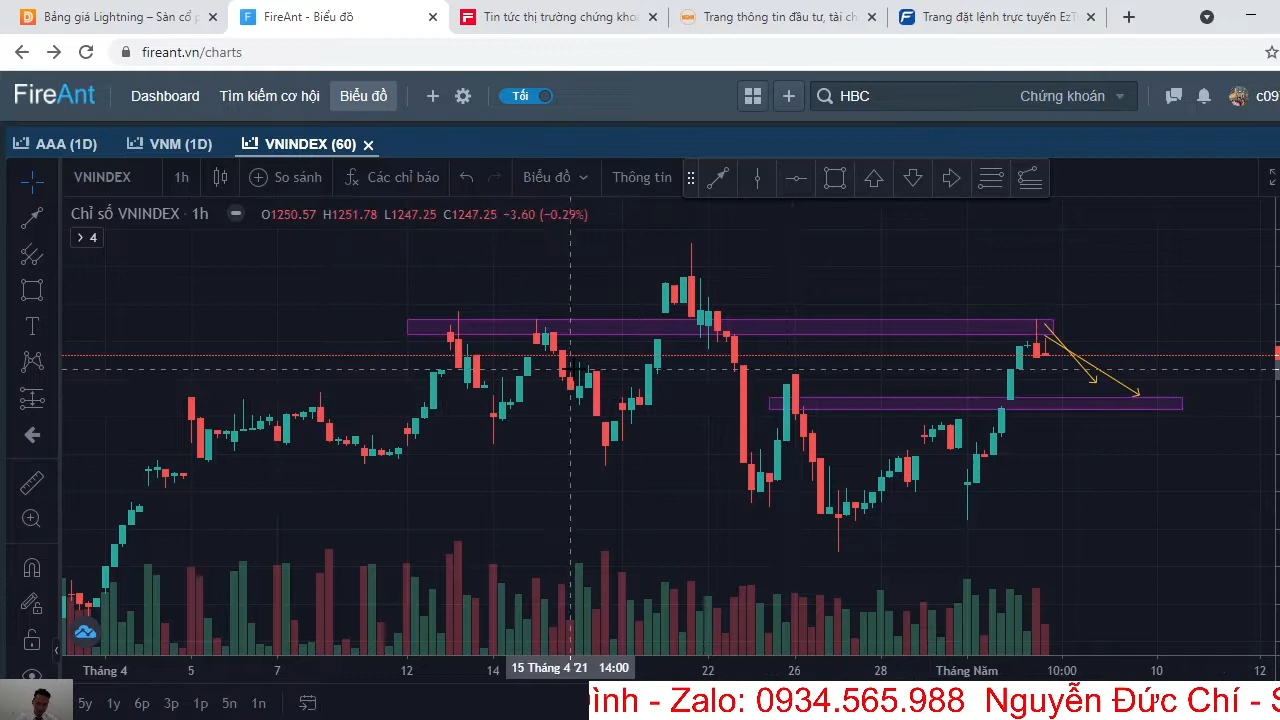 Bảng giá Lightning – Sàn cổ p
FireAnt - Biểu đồ
Tin tức thị trường chứng kho
Trang thông tin đầu tư, tài ch
Trang đặt lệnh trực tuyến EzT
fireant.vn/charts
FireAnt Dashboard Tìm kiếm cơ hội Biểu đồ Tối HBC Chứng khoán c09
AAA (1D) VNM (1D) VNINDEX (60)
VNINDEX 1h So sánh Các chỉ báo Biểu đồ Thông tin
Chỉ số VNINDEX · 1h O1250.57 H1251.78 L1247.25 C1247.25 −3.60 (−0.29%)
4
Tháng 4 5 7 12 14 15 Tháng 4 '21 14:00 22 26 28 Tháng Năm 10:00 10 12
5y 1y 6p 3p 1p 5n 1n
Đình - Zalo: 0934.565.988 Nguyễn Đức Chí - S